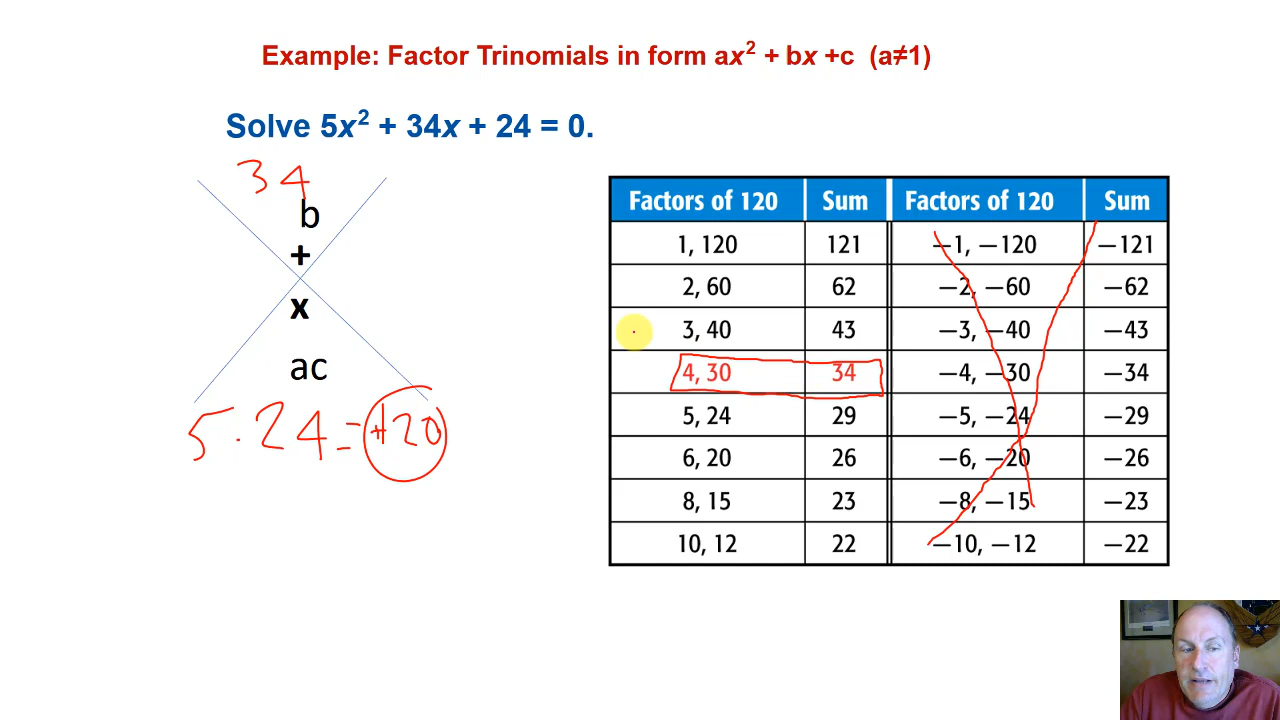 Example: Factor Trinomials in form ax² + bx +c (a≠1)
Solve 5x² + 34x + 24 = 0.
34
b
+
x
ac
5·24=+120
Factors of 120 Sum Factors of 120 Sum
1, 120 121 −1, −120 −121
2, 60 62 −2, −60 −62
3, 40 43 −3, −40 −43
4, 30 34 −4, −30 −34
5, 24 29 −5, −24 −29
6, 20 26 −6, −20 −26
8, 15 23 −8, −15 −23
10, 12 22 −10, −12 −22